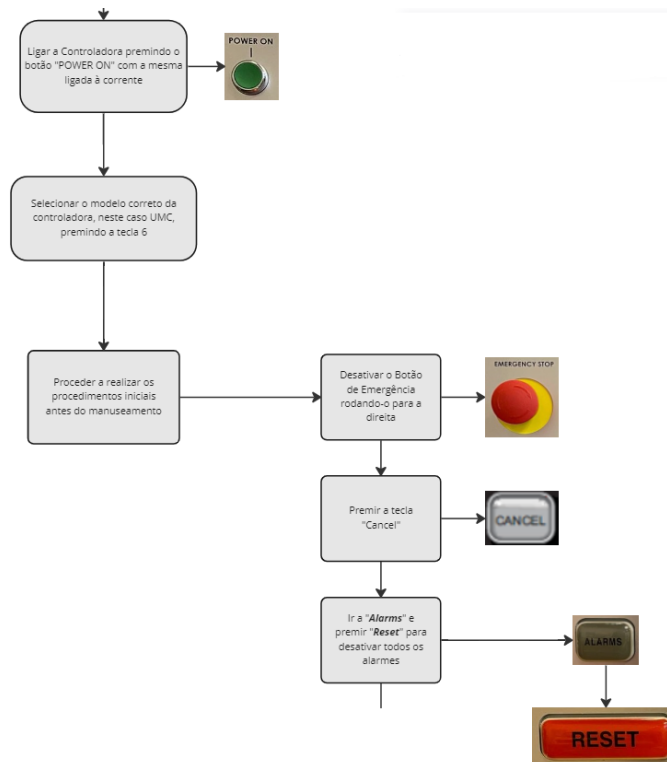 Ligar a Controladora premindo o
botão "POWER ON" com a mesma
ligada à corrente
POWER ON
Selecionar o modelo correto da
controladora, neste caso UMC,
premindo a tecla 6
Proceder a realizar os
procedimentos iniciais
antes do manuseamento
Desativar o Botão
de Emergência
rodando-o para a
direita
EMERGENCY STOP
Premir a tecla
"Cancel"
CANCEL
Ir a "Alarms" e
premir "Reset" para
desativar todos os
alarmes
ALARMS
RESET